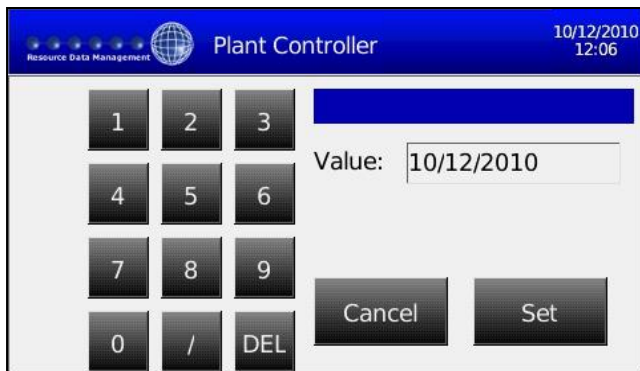 Resource Data Management
Plant Controller
10/12/2010
12:06
1 2 3
Value: 10/12/2010
4 5 6
7 8 9
Cancel Set
0 / DEL